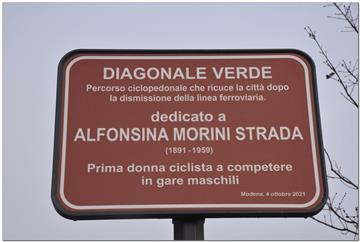 DIAGONALE VERDE
Percorso ciclopedonale che ricuce la città dopo
la dismissione della linea ferroviaria.
dedicato a
ALFONSINA MORINI STRADA
(1891 - 1959)
Prima donna ciclista a competere
in gare maschili
Modena, 4 ottobre 2021